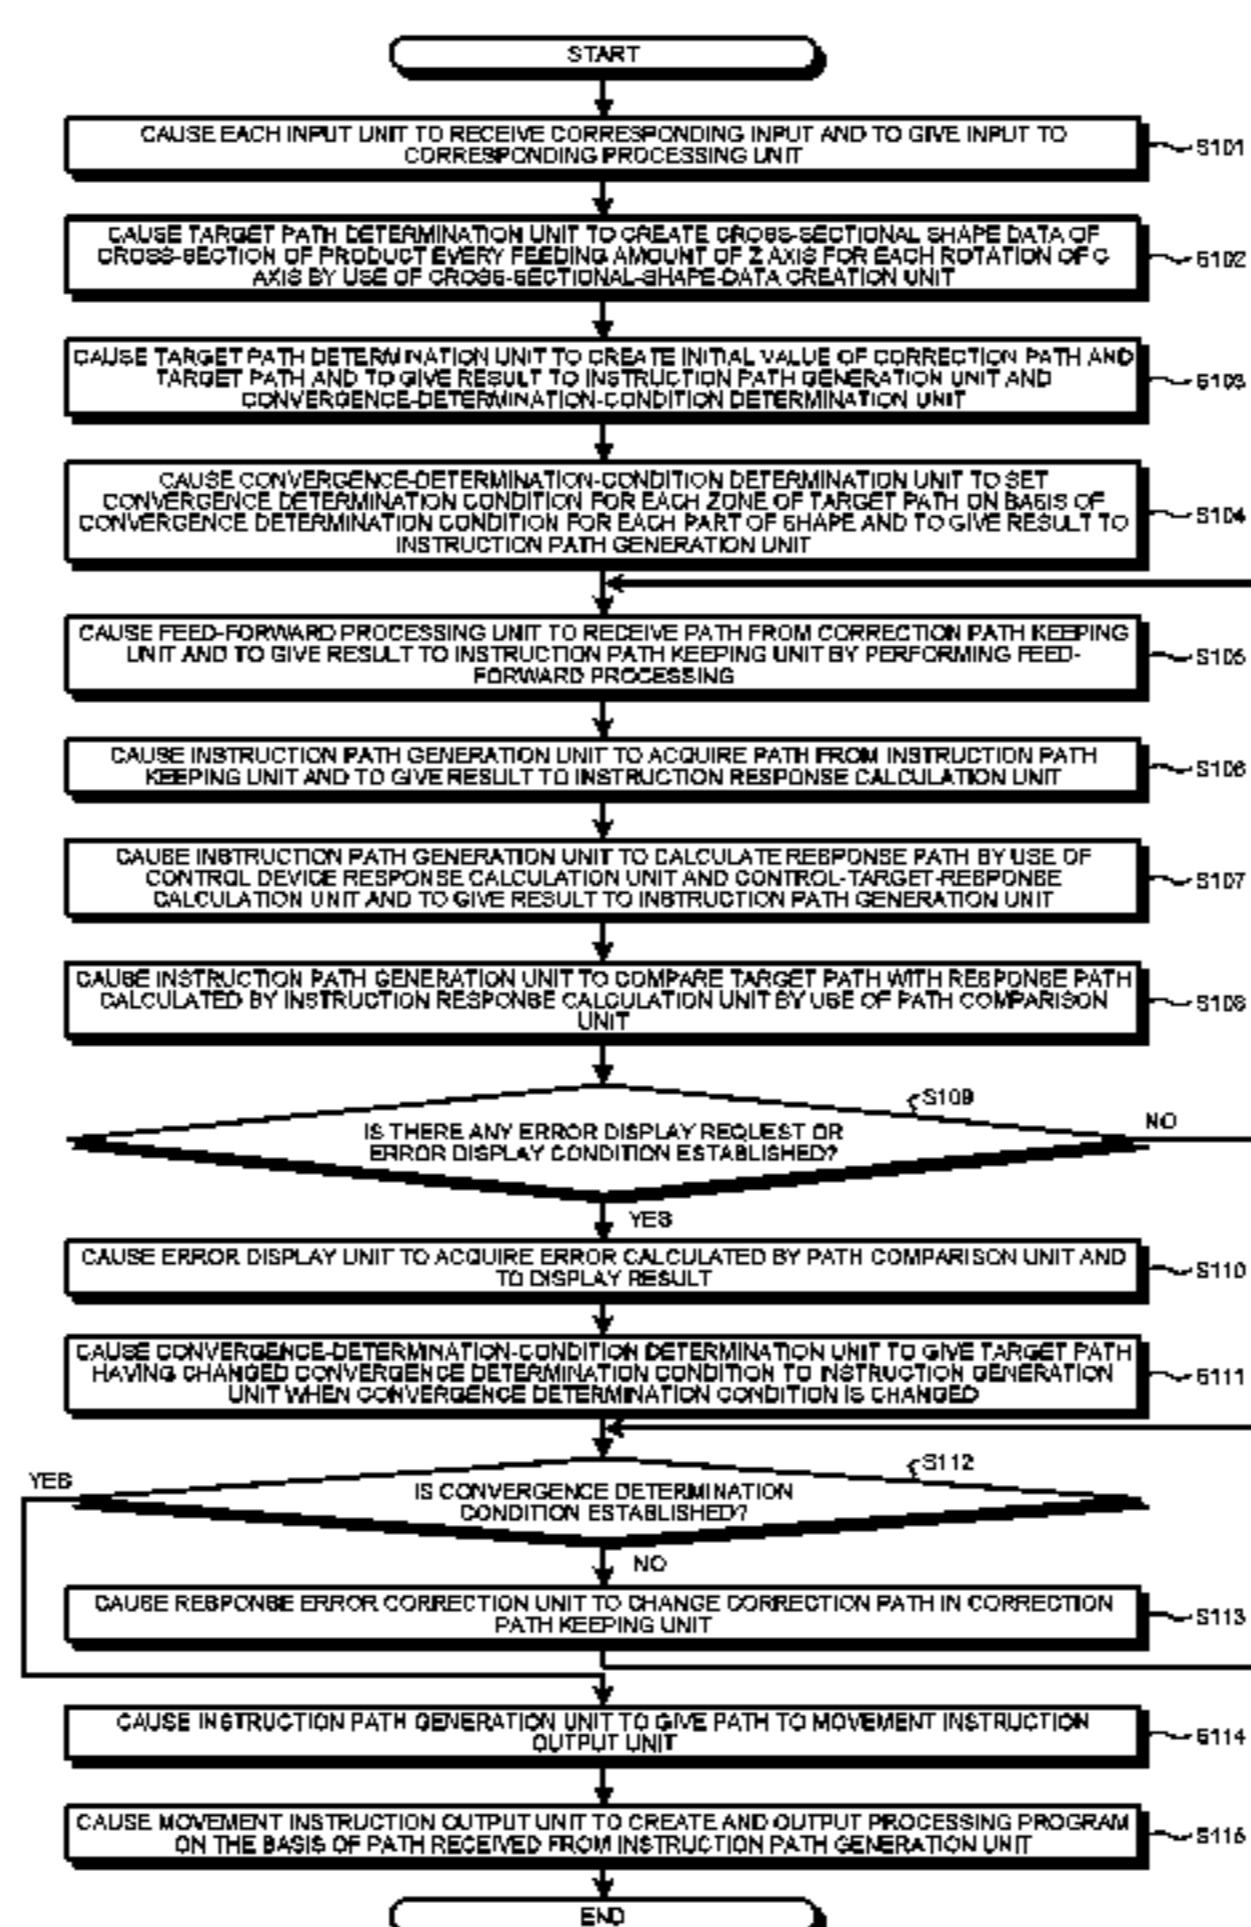 START
CAUSE EACH INPUT UNIT TO RECEIVE CORRESPONDING INPUT AND TO GIVE INPUT TO
CORRESPONDING PROCESSING UNIT
S101
CAUSE TARGET PATH DETERMINATION UNIT TO CREATE CROSS-SECTIONAL SHAPE DATA OF
CROSS-SECTION OF PRODUCT EVERY FEEDING AMOUNT OF Z AXIS FOR EACH ROTATION OF C
AXIS BY USE OF CROSS-SECTIONAL-SHAPE-DATA CREATION UNIT
S102
CAUSE TARGET PATH DETERMINATION UNIT TO CREATE INITIAL VALUE OF CORRECTION PATH AND
TARGET PATH AND TO GIVE RESULT TO INSTRUCTION PATH GENERATION UNIT AND
CONVERGENCE-DETERMINATION-CONDITION DETERMINATION UNIT
S103
CAUSE CONVERGENCE-DETERMINATION-CONDITION DETERMINATION UNIT TO SET
CONVERGENCE DETERMINATION CONDITION FOR EACH ZONE OF TARGET PATH ON BASIS OF
CONVERGENCE DETERMINATION CONDITION FOR EACH PART OF SHAPE AND TO GIVE RESULT TO
INSTRUCTION PATH GENERATION UNIT
S104
CAUSE FEED-FORWARD PROCESSING UNIT TO RECEIVE PATH FROM CORRECTION PATH KEEPING
UNIT AND TO GIVE RESULT TO INSTRUCTION PATH KEEPING UNIT BY PERFORMING FEED-
FORWARD PROCESSING
S105
CAUSE INSTRUCTION PATH GENERATION UNIT TO ACQUIRE PATH FROM INSTRUCTION PATH
KEEPING UNIT AND TO GIVE RESULT TO INSTRUCTION RESPONSE CALCULATION UNIT
S106
CAUSE INSTRUCTION PATH GENERATION UNIT TO CALCULATE RESPONSE PATH BY USE OF
CONTROL DEVICE RESPONSE CALCULATION UNIT AND CONTROL-TARGET-RESPONSE
CALCULATION UNIT AND TO GIVE RESULT TO INSTRUCTION PATH GENERATION UNIT
S107
CAUSE INSTRUCTION PATH GENERATION UNIT TO COMPARE TARGET PATH WITH RESPONSE PATH
CALCULATED BY INSTRUCTION RESPONSE CALCULATION UNIT BY USE OF PATH COMPARISON
UNIT
S108
S109
IS THERE ANY ERROR DISPLAY REQUEST OR
ERROR DISPLAY CONDITION ESTABLISHED?
NO
YES
CAUSE ERROR DISPLAY UNIT TO ACQUIRE ERROR CALCULATED BY PATH COMPARISON UNIT AND
TO DISPLAY RESULT
S110
CAUSE CONVERGENCE-DETERMINATION-CONDITION DETERMINATION UNIT TO GIVE TARGET PATH
HAVING CHANGED CONVERGENCE DETERMINATION CONDITION TO INSTRUCTION GENERATION
UNIT WHEN CONVERGENCE DETERMINATION CONDITION IS CHANGED
S111
S112
YES
IS CONVERGENCE DETERMINATION
CONDITION ESTABLISHED?
NO
CAUSE RESPONSE ERROR CORRECTION UNIT TO CHANGE CORRECTION PATH IN CORRECTION
PATH KEEPING UNIT
S113
CAUSE INSTRUCTION PATH GENERATION UNIT TO GIVE PATH TO MOVEMENT INSTRUCTION
OUTPUT UNIT
S114
CAUSE MOVEMENT INSTRUCTION OUTPUT UNIT TO CREATE AND OUTPUT PROCESSING PROGRAM
ON THE BASIS OF PATH RECEIVED FROM INSTRUCTION PATH GENERATION UNIT
S115
END